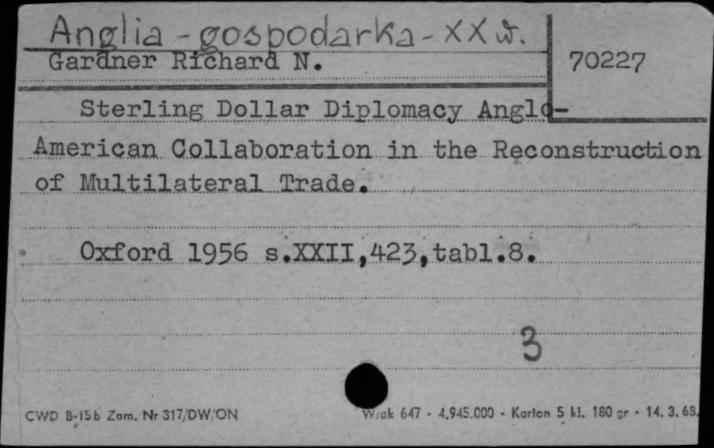 Anglia - gospodarka - XX w.
Gardner Richard N.
70227
Sterling Dollar Diplomacy Anglo-
American Collaboration in the Reconstruction
of Multilateral Trade.
Oxford 1956 s.XXII,423,tabl.8.
3
CWD B-15b Zam. Nr 317/DW/ON
Wrak 647 - 4.945.000 - Karton 5 kl. 180 gr - 14. 3. 68.